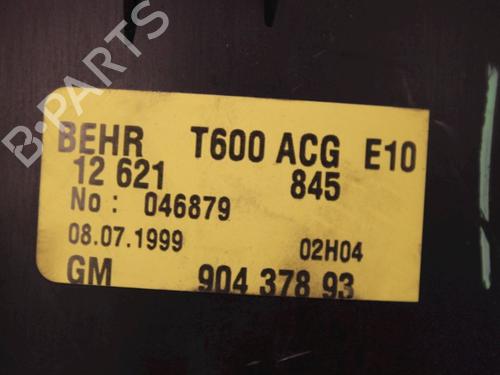 B-PARTS
BEHR T600 ACG E10
12 621 845
No : 046879
08.07.1999 02H04
GM 904 378 93